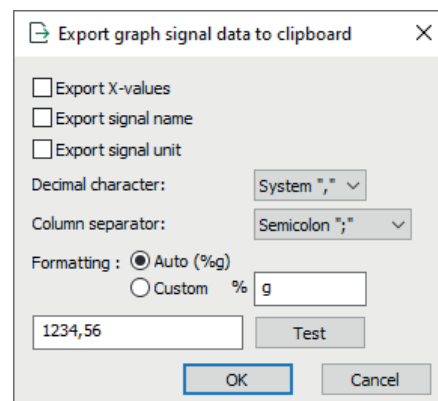 Export graph signal data to clipboard
Export X-values
Export signal name
Export signal unit
Decimal character: System "," 
Column separator: Semicolon ";"
Formatting : Auto (%g)
Custom % g
1234,56 Test
OK Cancel